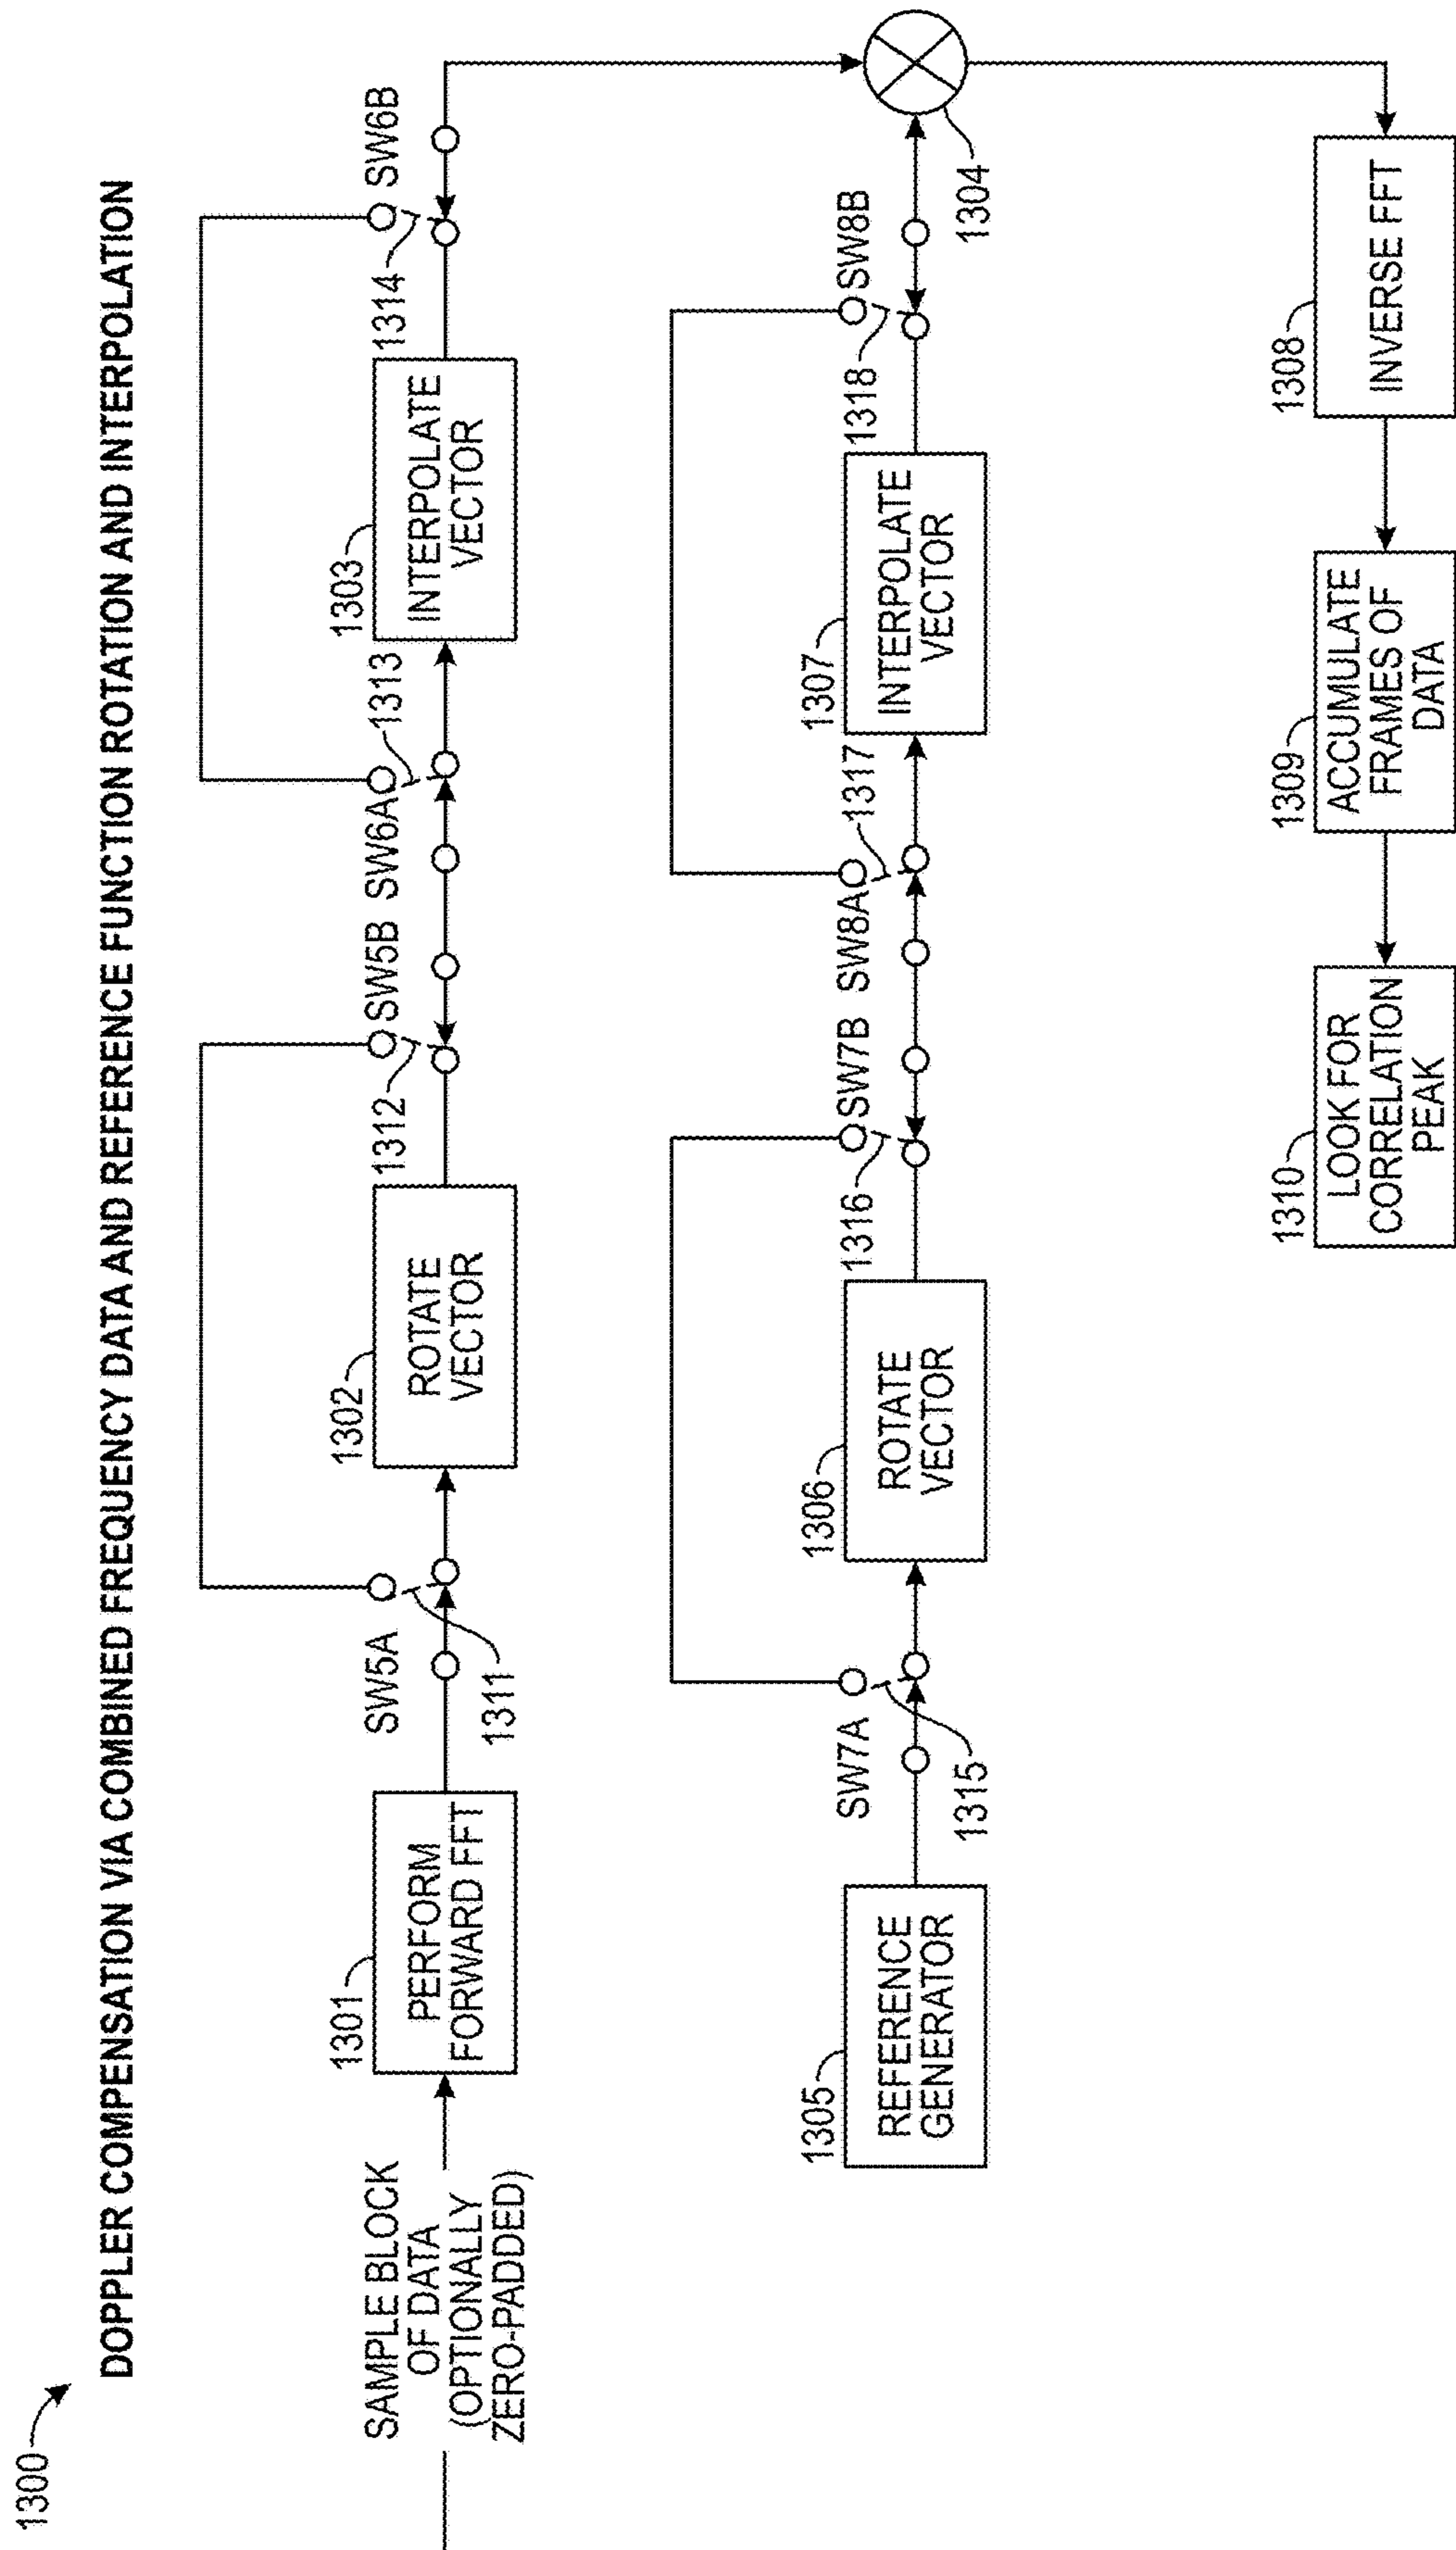 1300
DOPPLER COMPENSATION VIA COMBINED FREQUENCY DATA AND REFERENCE FUNCTION ROTATION AND INTERPOLATION
SAMPLE BLOCK
OF DATA
(OPTIONALLY
ZERO-PADDED)
1301
PERFORM
FORWARD FFT
SW5A
1311
1302
ROTATE
VECTOR
1312
SW5B
SW6A
1313
1303
INTERPOLATE
VECTOR
1314
SW6B
1305
REFERENCE
GENERATOR
SW7A
1315
1306
ROTATE
VECTOR
1316
SW7B
SW8A
1317
1307
INTERPOLATE
VECTOR
1318
SW8B
1304
1310
LOOK FOR
CORRELATION
PEAK
1309
ACCUMULATE
FRAMES OF
DATA
1308
INVERSE FFT